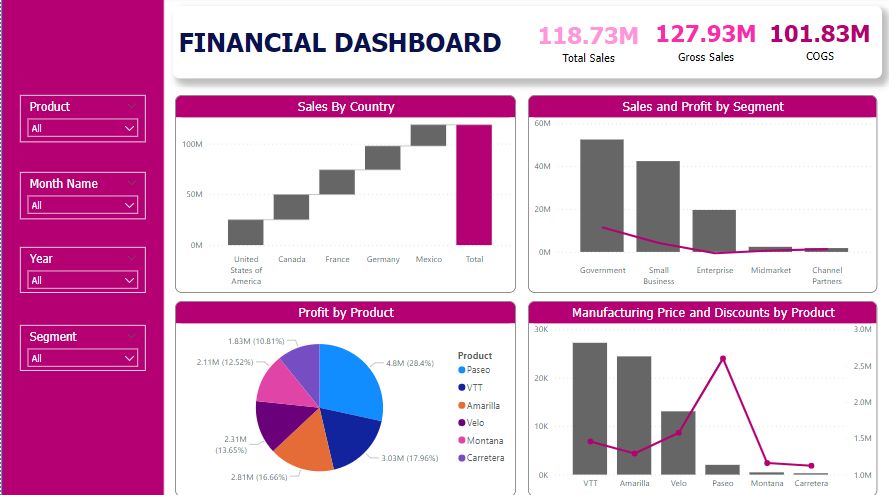 FINANCIAL DASHBOARD
118.73M
Total Sales
127.93M
Gross Sales
101.83M
COGS
Product
All
Month Name
All
Year
All
Segment
All
Sales By Country
100M
50M
0M
United
States of
America
Canada
France
Germany
Mexico
Total
Sales and Profit by Segment
60M
40M
20M
0M
Government
Small
Business
Enterprise
Midmarket
Channel
Partners
Profit by Product
1.83M (10.81%)
2.11M (12.52%)
2.31M
(13.65%)
2.81M (16.66%)
3.03M (17.96%)
4.8M (28.4%)
Product
Paseo
VTT
Amarilla
Velo
Montana
Carretera
Manufacturing Price and Discounts by Product
30K
20K
10K
0K
3.0M
2.5M
2.0M
1.5M
1.0M
VTT
Amarilla
Velo
Paseo
Montana
Carretera